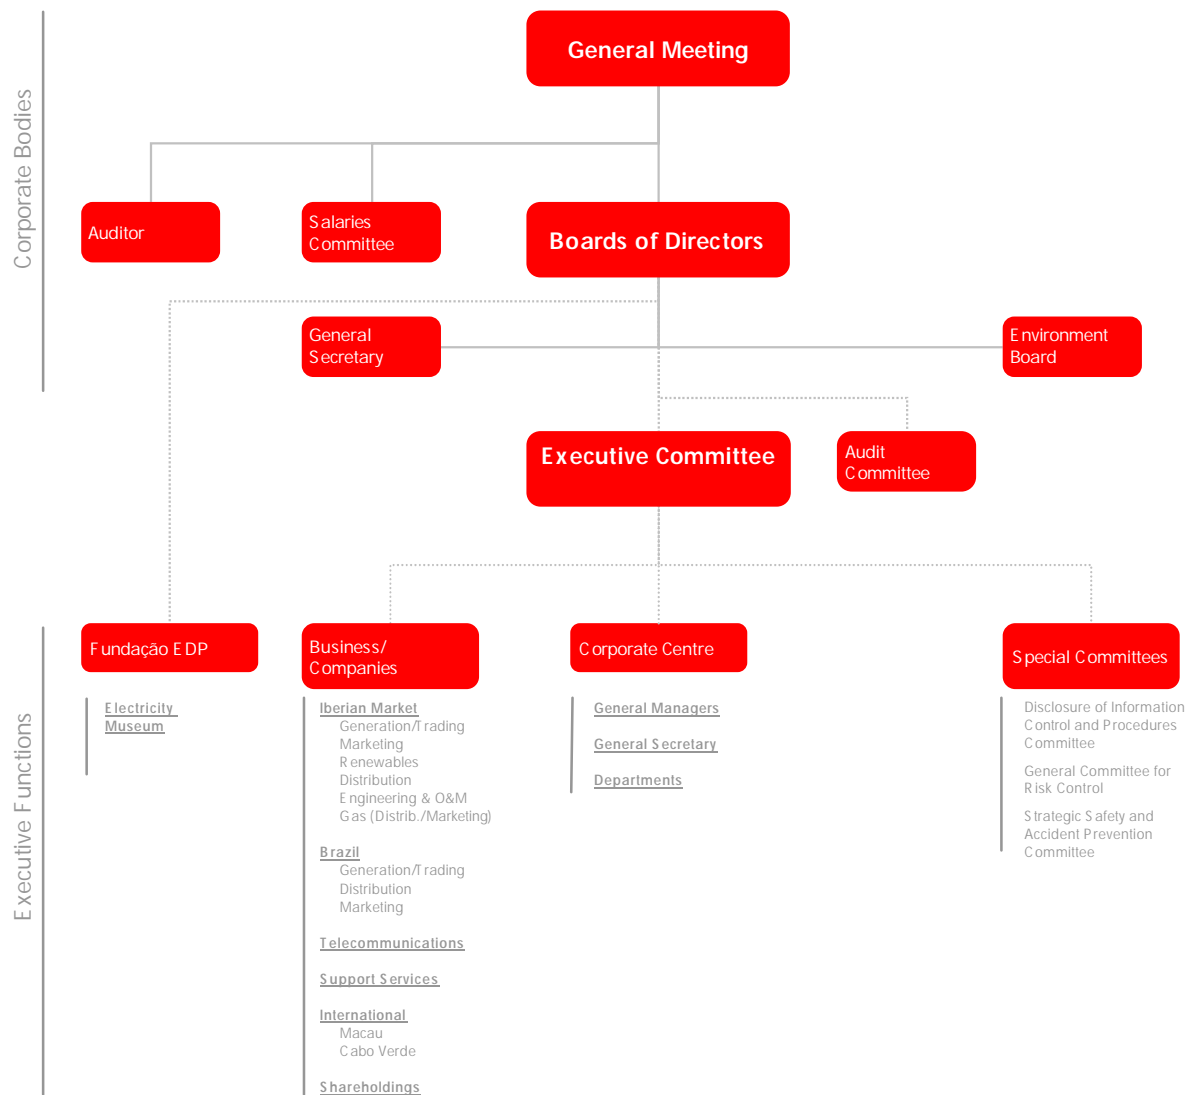 Corporate Bodies
General Meeting
Auditor
Salaries
Committee
Boards of Directors
General
Secretary
Environment
Board
Executive Committee
Audit
Committee
Executive Functions
Fundação EDP
Electricity
Museum
Business/
Companies
Iberian Market
Generation/Trading
Marketing
Renewables
Distribution
Engineering & O&M
Gas (Distrib./Marketing)
Brazil
Generation/Trading
Distribution
Marketing
Telecommunications
Support Services
International
Macau
Cabo Verde
Shareholdings
Corporate Centre
General Managers
General Secretary
Departments
Special Committees
Disclosure of Information
Control and Procedures
Committee
General Committee for
Risk Control
Strategic Safety and
Accident Prevention
Committee